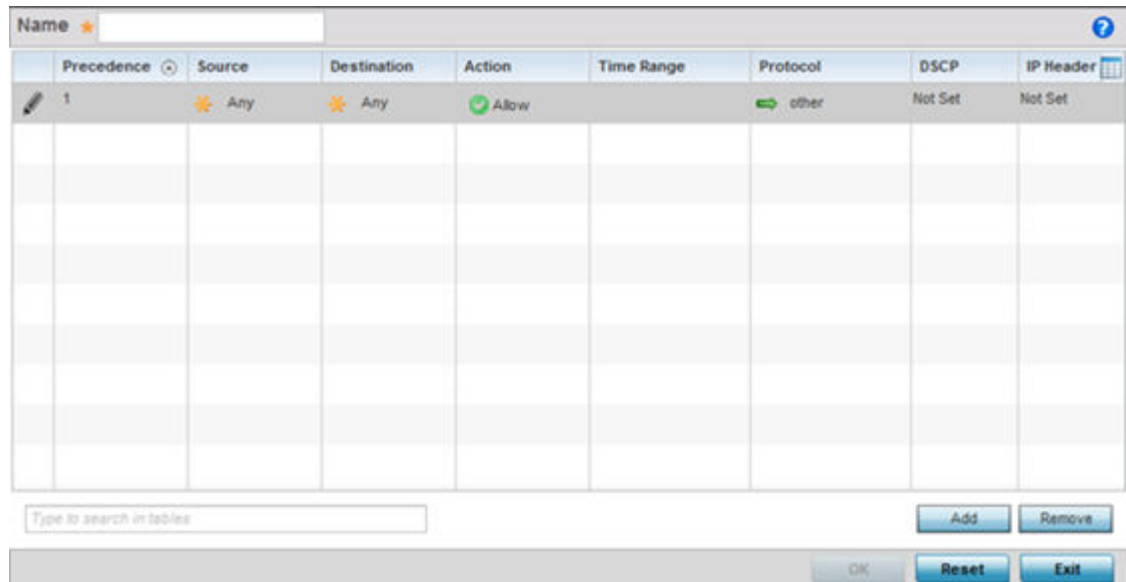 Name
Precedence Source Destination Action Time Range Protocol DSCP IP Header
1 Any Any Allow other Not Set Not Set
Type to search in tables
Add Remove
OK Reset Exit